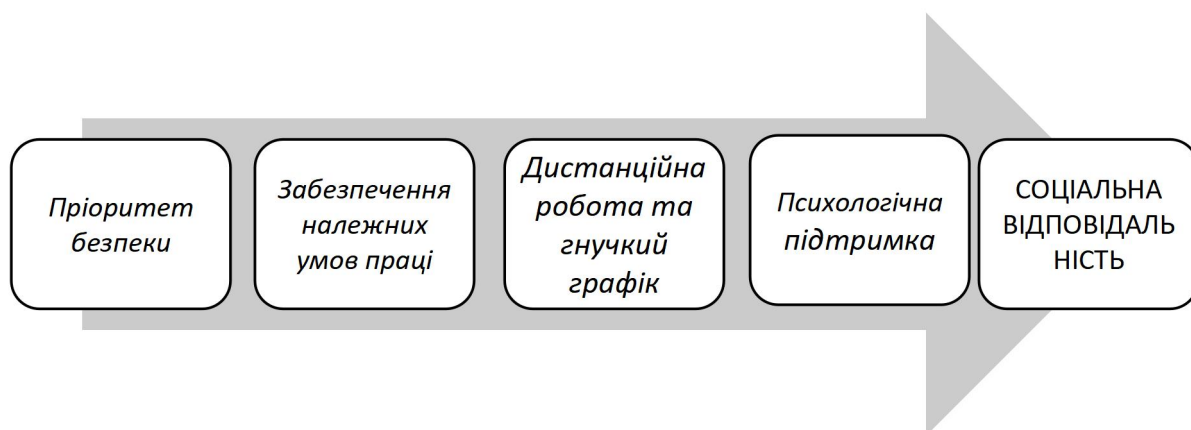 Пріоритет
безпеки
Забезпечення
належних
умов праці
Дистанційна
робота та
гнучкий
графік
Психологічна
підтримка
СОЦІАЛЬНА
ВІДПОВІДАЛЬ
НІСТЬ